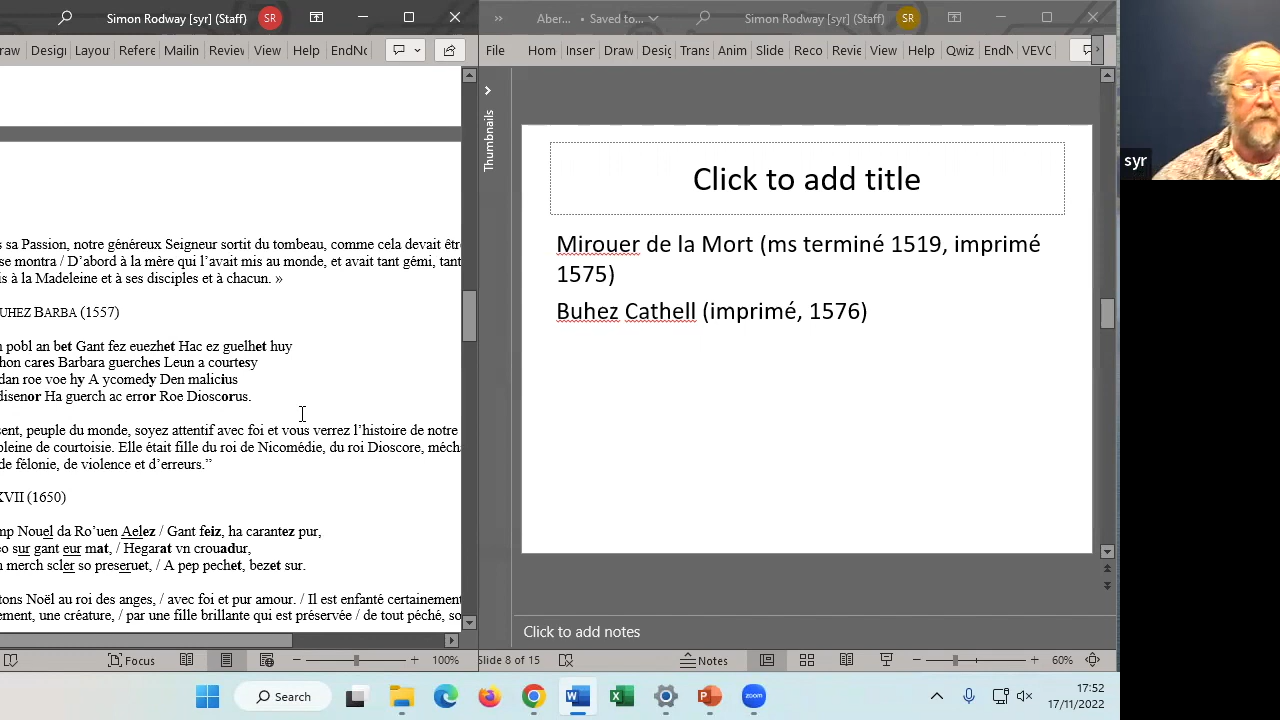 Simon Rodway [syr] (Staff) SR
raw Desigi Layou Refere Mailin Review View Help EndNo
s sa Passion, notre généreux Seigneur sortit du tombeau, comme cela devait êtr
se montra / D’abord à la mère qui l’avait mis au monde, et avait tant gémi, tant
is à la Madeleine et à ses disciples et à chacun. »
UHEZ BARBA (1557)
n pobl an bet Gant fez euezhet Hac ez guelhet huy
hon cares Barbara guerches Leun a courtesy
dan roe voe hy A ycomedy Den malicius
disenor Ha guerch ac error Roe Dioscorus.
sent, peuple du monde, soyez attentif avec foi et vous verrez l’histoire de notre
pleine de courtoisie. Elle était fille du roi de Nicomédie, du roi Dioscore, mécha
de félonie, de violence et d’erreurs.”
XVII (1650)
mp Nouel da Ro’uen Aelez / Gant feiz, ha carantez pur,
eo sur gant eur mat, / Hegarat vn crouadur,
n merch scler so preseruet, / A pep pechet, bezet sur.
tons Noël au roi des anges, / avec foi et pur amour. / Il est enfanté certainement
ement, une créature, / par une fille brillante qui est préservée / de tout péché, so
Focus 100%
Aber... • Saved to... Simon Rodway [syr] (Staff) SR
File Hom Inser Draw Desig Trans Anim Slide Reco Revie View Help Qwiz EndN VEVC
Thumbnails
Click to add title
Mirouer de la Mort (ms terminé 1519, imprimé
1575)
Buhez Cathell (imprimé, 1576)
Click to add notes
Slide 8 of 15 Notes 60%
syr
Search zoom 17:52
17/11/2022